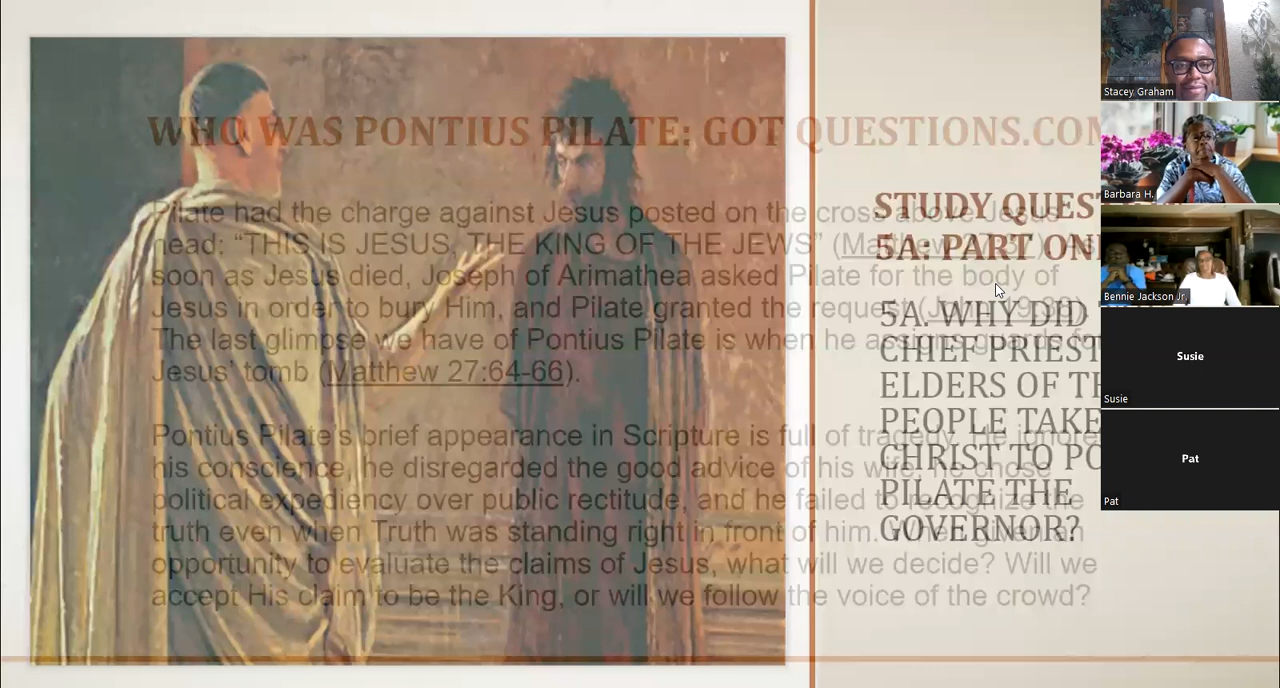 WHO WAS PONTIUS PILATE: GOT QUESTIONS.COM
Pilate had the charge against Jesus posted on the cross above Jesus'
head: “THIS IS JESUS, THE KING OF THE JEWS” (Matthew
soon as Jesus died, Joseph of Arimathea asked Pilate for the body of
Jesus in order to bury Him, and Pilate granted the request
The last glimpse we have of Pontius Pilate is when he assigns guards for
Jesus’ tomb (Matthew 27:64-66).
Pontius Pilate’s brief appearance in Scripture is full of tragedy. He ignored
his conscience, he disregarded the good advice of his wife, he chose
political expediency over public rectitude, and he failed to recognize the
truth even when Truth was standing right in front of him.
opportunity to evaluate the claims of Jesus, what will we decide? Will we
accept His claim to be the King, or will we follow the voice of the crowd?
STUDY QUES
5A: PART ON
5A. WHY DID
CHIEF PRIEST
ELDERS OF TH
PEOPLE TAKE
CHRIST TO PO
PILATE THE
GOVERNOR?
Stacey Graham
Barbara H.
Bennie Jackson Jr.
Susie
Susie
Pat
Pat